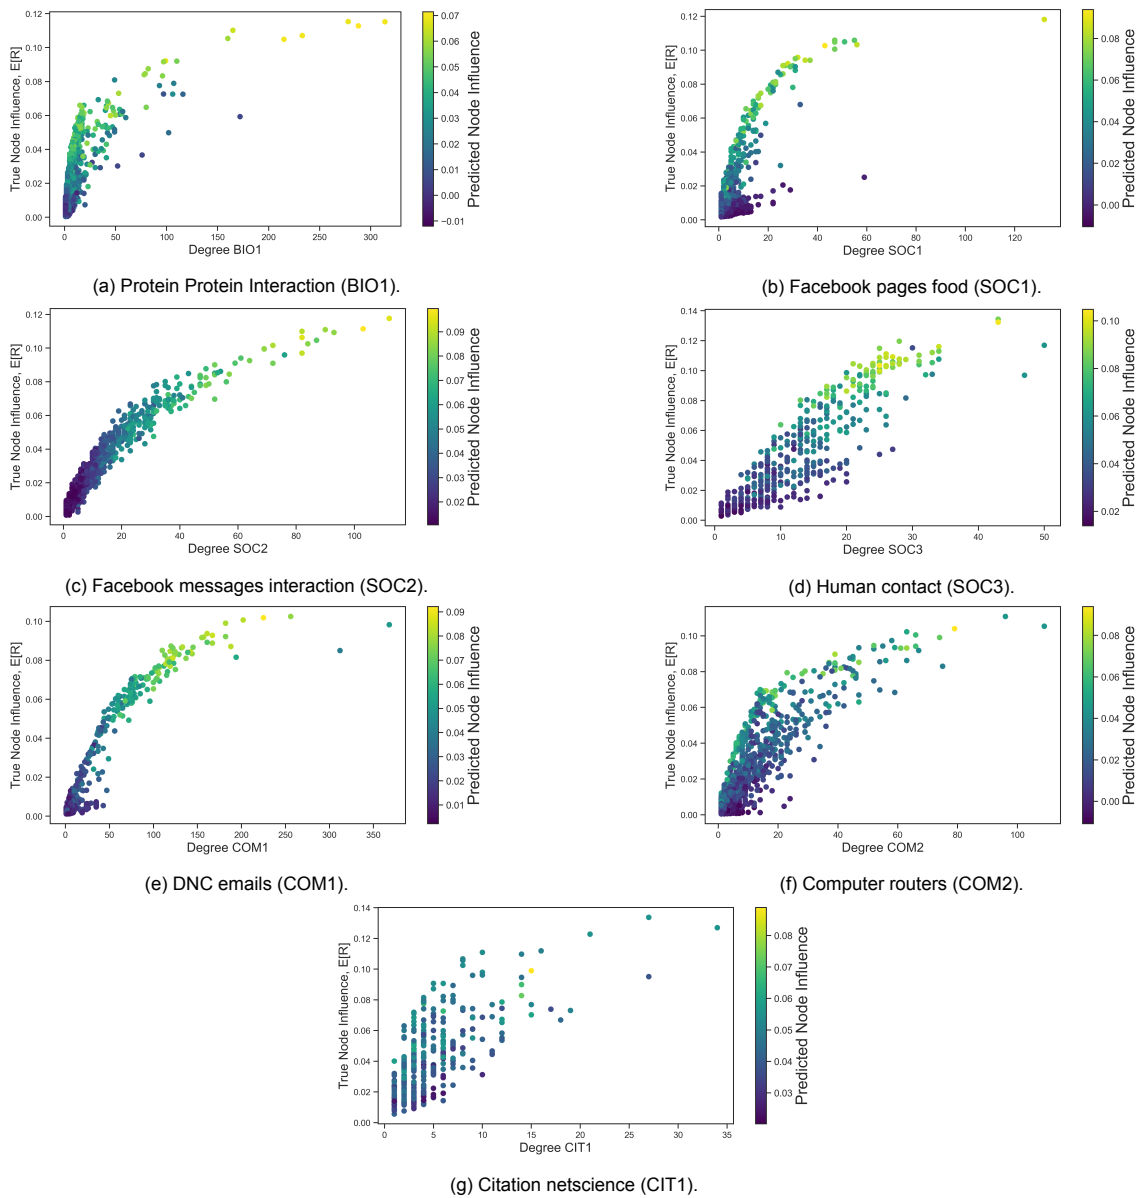 0.12
0.10
0.08
0.06
0.04
0.02
0.00
True Node Influence, E[R]
0 50 100 150 200 250 300
Degree BIO1
0.07
0.06
0.05
0.04
0.03
0.02
0.01
0.00
−0.01
Predicted Node Influence
(a) Protein Protein Interaction (BIO1).
0.12
0.10
0.08
0.06
0.04
0.02
0.00
True Node Influence, E[R]
0 20 40 60 80 100 120
Degree SOC1
0.08
0.06
0.04
0.02
0.00
Predicted Node Influence
(b) Facebook pages food (SOC1).
0.12
0.10
0.08
0.06
0.04
0.02
0.00
True Node Influence, E[R]
0 20 40 60 80 100
Degree SOC2
0.09
0.08
0.07
0.06
0.05
0.04
0.03
0.02
Predicted Node Influence
(c) Facebook messages interaction (SOC2).
0.14
0.12
0.10
0.08
0.06
0.04
0.02
0.00
True Node Influence, E[R]
0 10 20 30 40 50
Degree SOC3
0.10
0.08
0.06
0.04
0.02
Predicted Node Influence
(d) Human contact (SOC3).
0.10
0.08
0.06
0.04
0.02
0.00
True Node Influence, E[R]
0 50 100 150 200 250 300 350
Degree COM1
0.09
0.08
0.07
0.06
0.05
0.04
0.03
0.02
0.01
Predicted Node Influence
(e) DNC emails (COM1).
0.10
0.08
0.06
0.04
0.02
0.00
True Node Influence, E[R]
0 20 40 60 80 100
Degree COM2
0.08
0.06
0.04
0.02
0.00
Predicted Node Influence
(f) Computer routers (COM2).
0.14
0.12
0.10
0.08
0.06
0.04
0.02
0.00
True Node Influence, E[R]
0 5 10 15 20 25 30 35
Degree CIT1
0.08
0.07
0.06
0.05
0.04
0.03
Predicted Node Influence
(g) Citation netscience (CIT1).